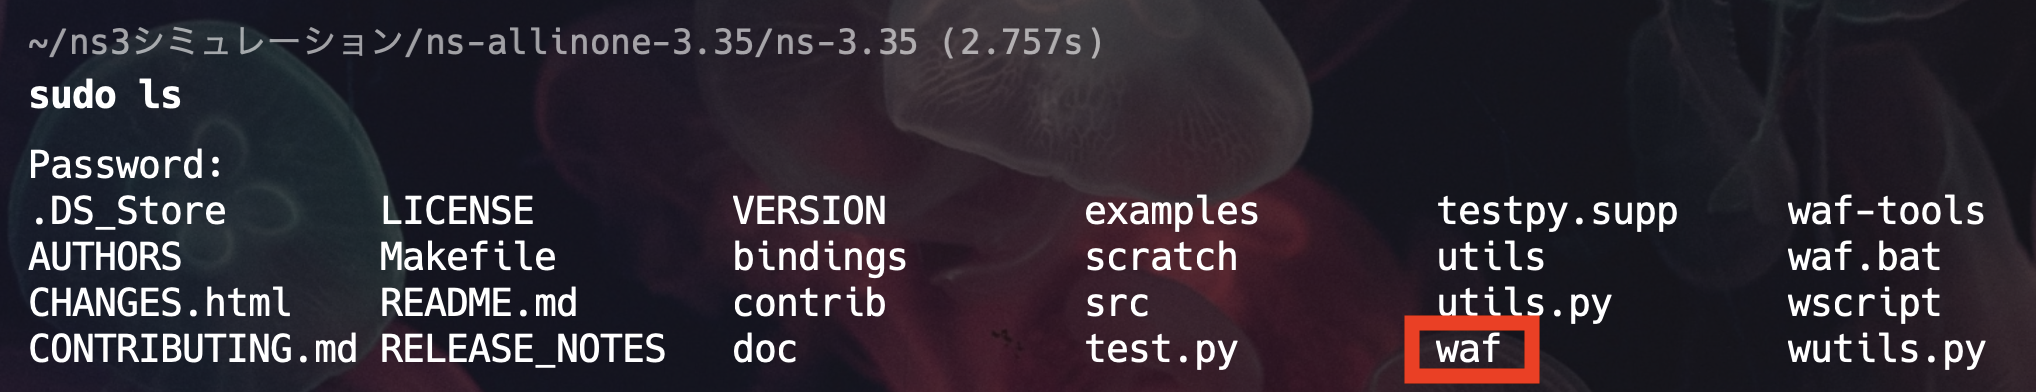 ~/ns3シミュレーション/ns-allinone-3.35/ns-3.35 (2.757s)
sudo ls
Password:
.DS_Store LICENSE VERSION examples testpy.supp waf-tools
AUTHORS Makefile bindings scratch utils waf.bat
CHANGES.html README.md contrib src utils.py wscript
CONTRIBUTING.md RELEASE_NOTES doc test.py waf wutils.py